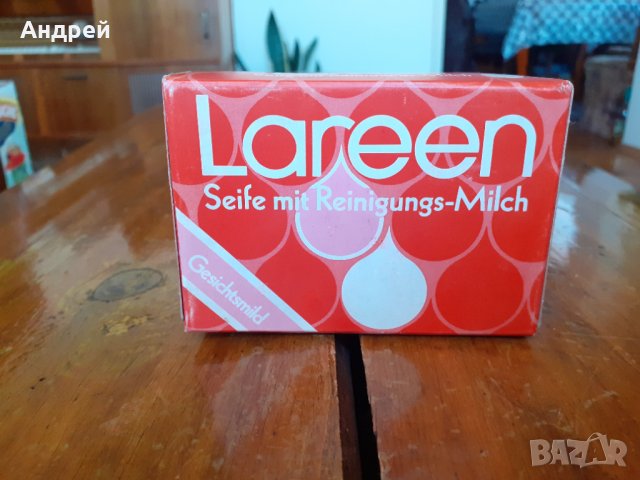 Андрей
Lareen
Seife mit Reinigungs-Milch
Gesichtsmild
BAZAR